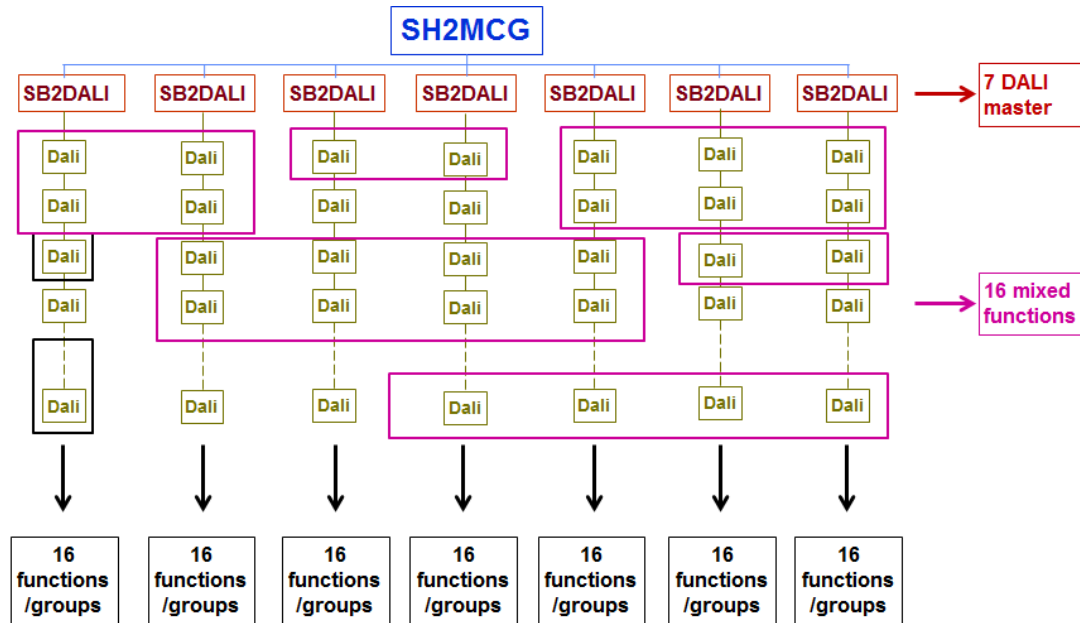 SH2MCG
SB2DALI SB2DALI SB2DALI SB2DALI SB2DALI SB2DALI SB2DALI
7 DALI
master
Dali Dali Dali Dali Dali Dali Dali
Dali Dali Dali Dali Dali Dali Dali
Dali Dali Dali Dali Dali Dali Dali
Dali Dali Dali Dali Dali Dali Dali
16 mixed
functions
Dali Dali Dali Dali Dali Dali Dali
16 16 16 16 16 16 16
functions functions functions functions functions functions functions
/groups /groups /groups /groups /groups /groups /groups